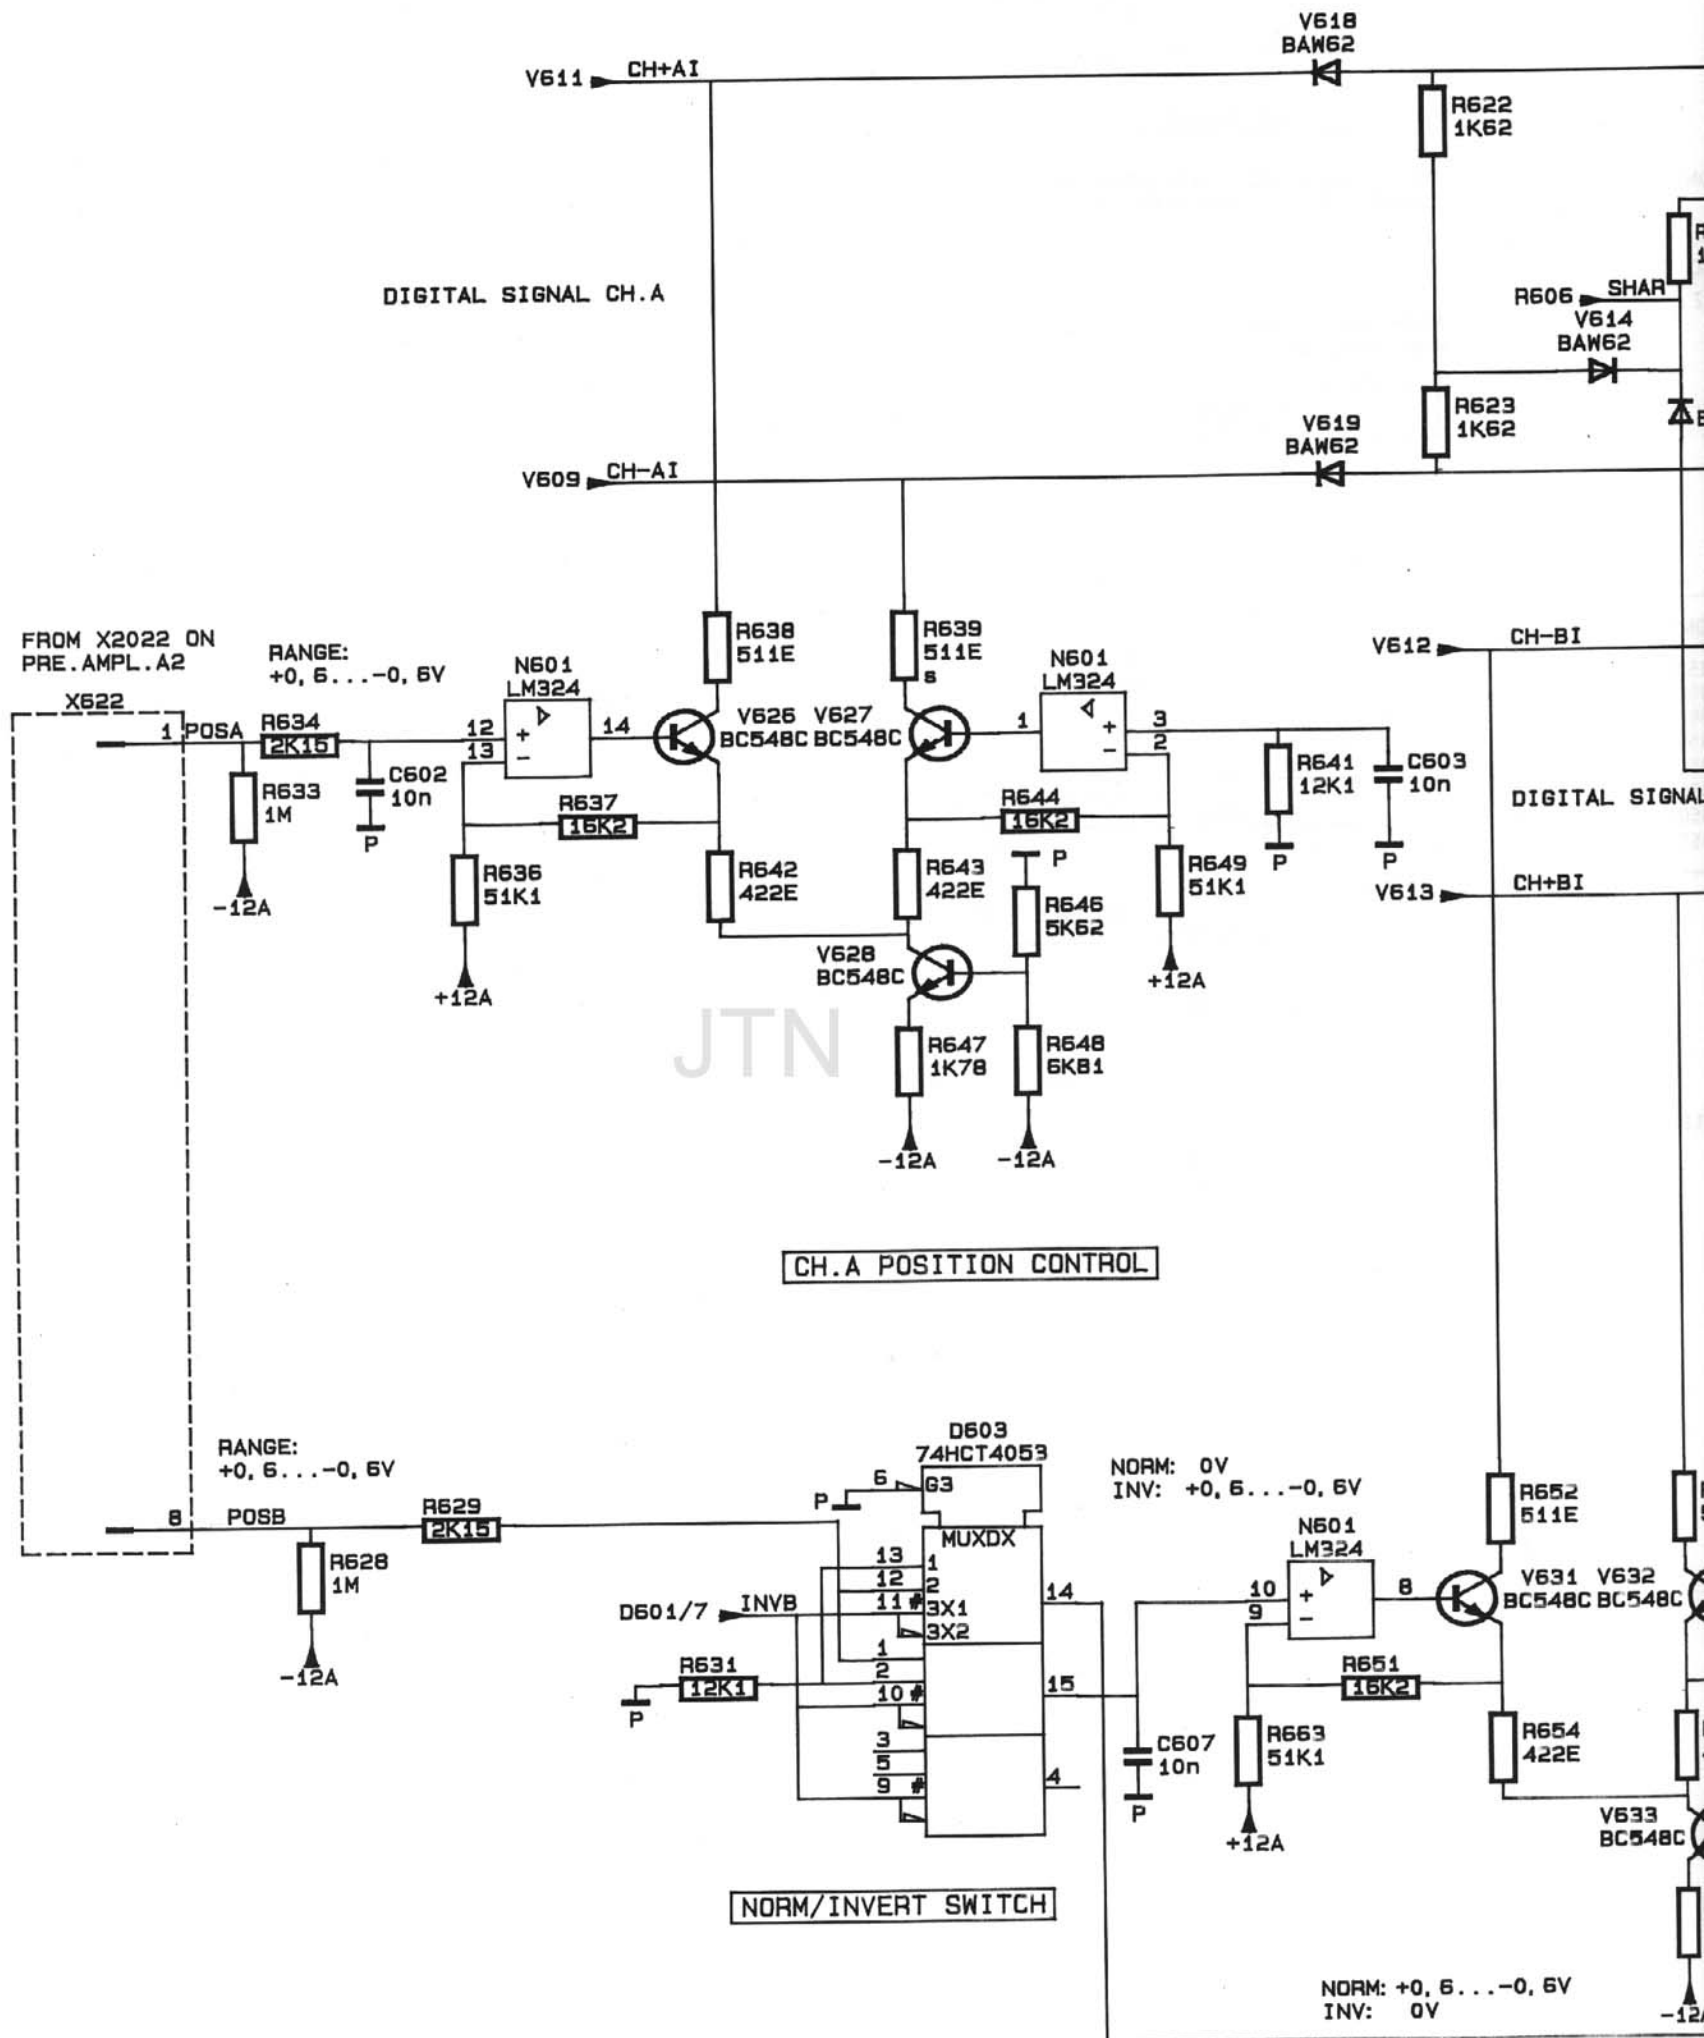 V618
BAW62
V611
CH+AI
R622
1K62
DIGITAL SIGNAL CH.A
R606
SHAR
V614
BAW62
R623
1K62
V619
BAW62
V609
CH-AI
FROM X2022 ON
PRE.AMPL.A2
RANGE:
+0,6...-0,6V
X622
1
POSA
R634
2K15
R633
1M
-12A
C602
10n
P
N601
LM324
12
13
+
-
14
R638
511E
V626
BC548C
R637
16K2
R636
51K1
+12A
R642
422E
R639
511E
s
V627
BC548C
N601
LM324
1
+
-
3
2
R644
16K2
R643
422E
P
R646
5K62
R649
51K1
+12A
R641
12K1
P
C603
10n
P
V628
BC548C
R647
1K78
-12A
R648
6K81
-12A
JTN
V612
CH-BI
DIGITAL SIGNAL
V613
CH+BI
CH.A POSITION CONTROL
RANGE:
+0,6...-0,6V
8
POSB
R629
2K15
R628
1M
-12A
D603
74HCT4053
P
6
G3
MUXDX
13
1
12
2
11
#
3X1
3X2
14
D601/7
INVB
1
2
10
#
15
R631
12K1
P
3
5
9
#
4
NORM/INVERT SWITCH
NORM: 0V
INV: +0,6...-0,6V
N601
LM324
10
9
+
-
8
R652
511E
V631
BC548C
V632
BC548C
R651
16K2
C607
10n
P
R663
51K1
+12A
R654
422E
V633
BC548C
NORM: +0,6...-0,6V
INV: 0V
-12